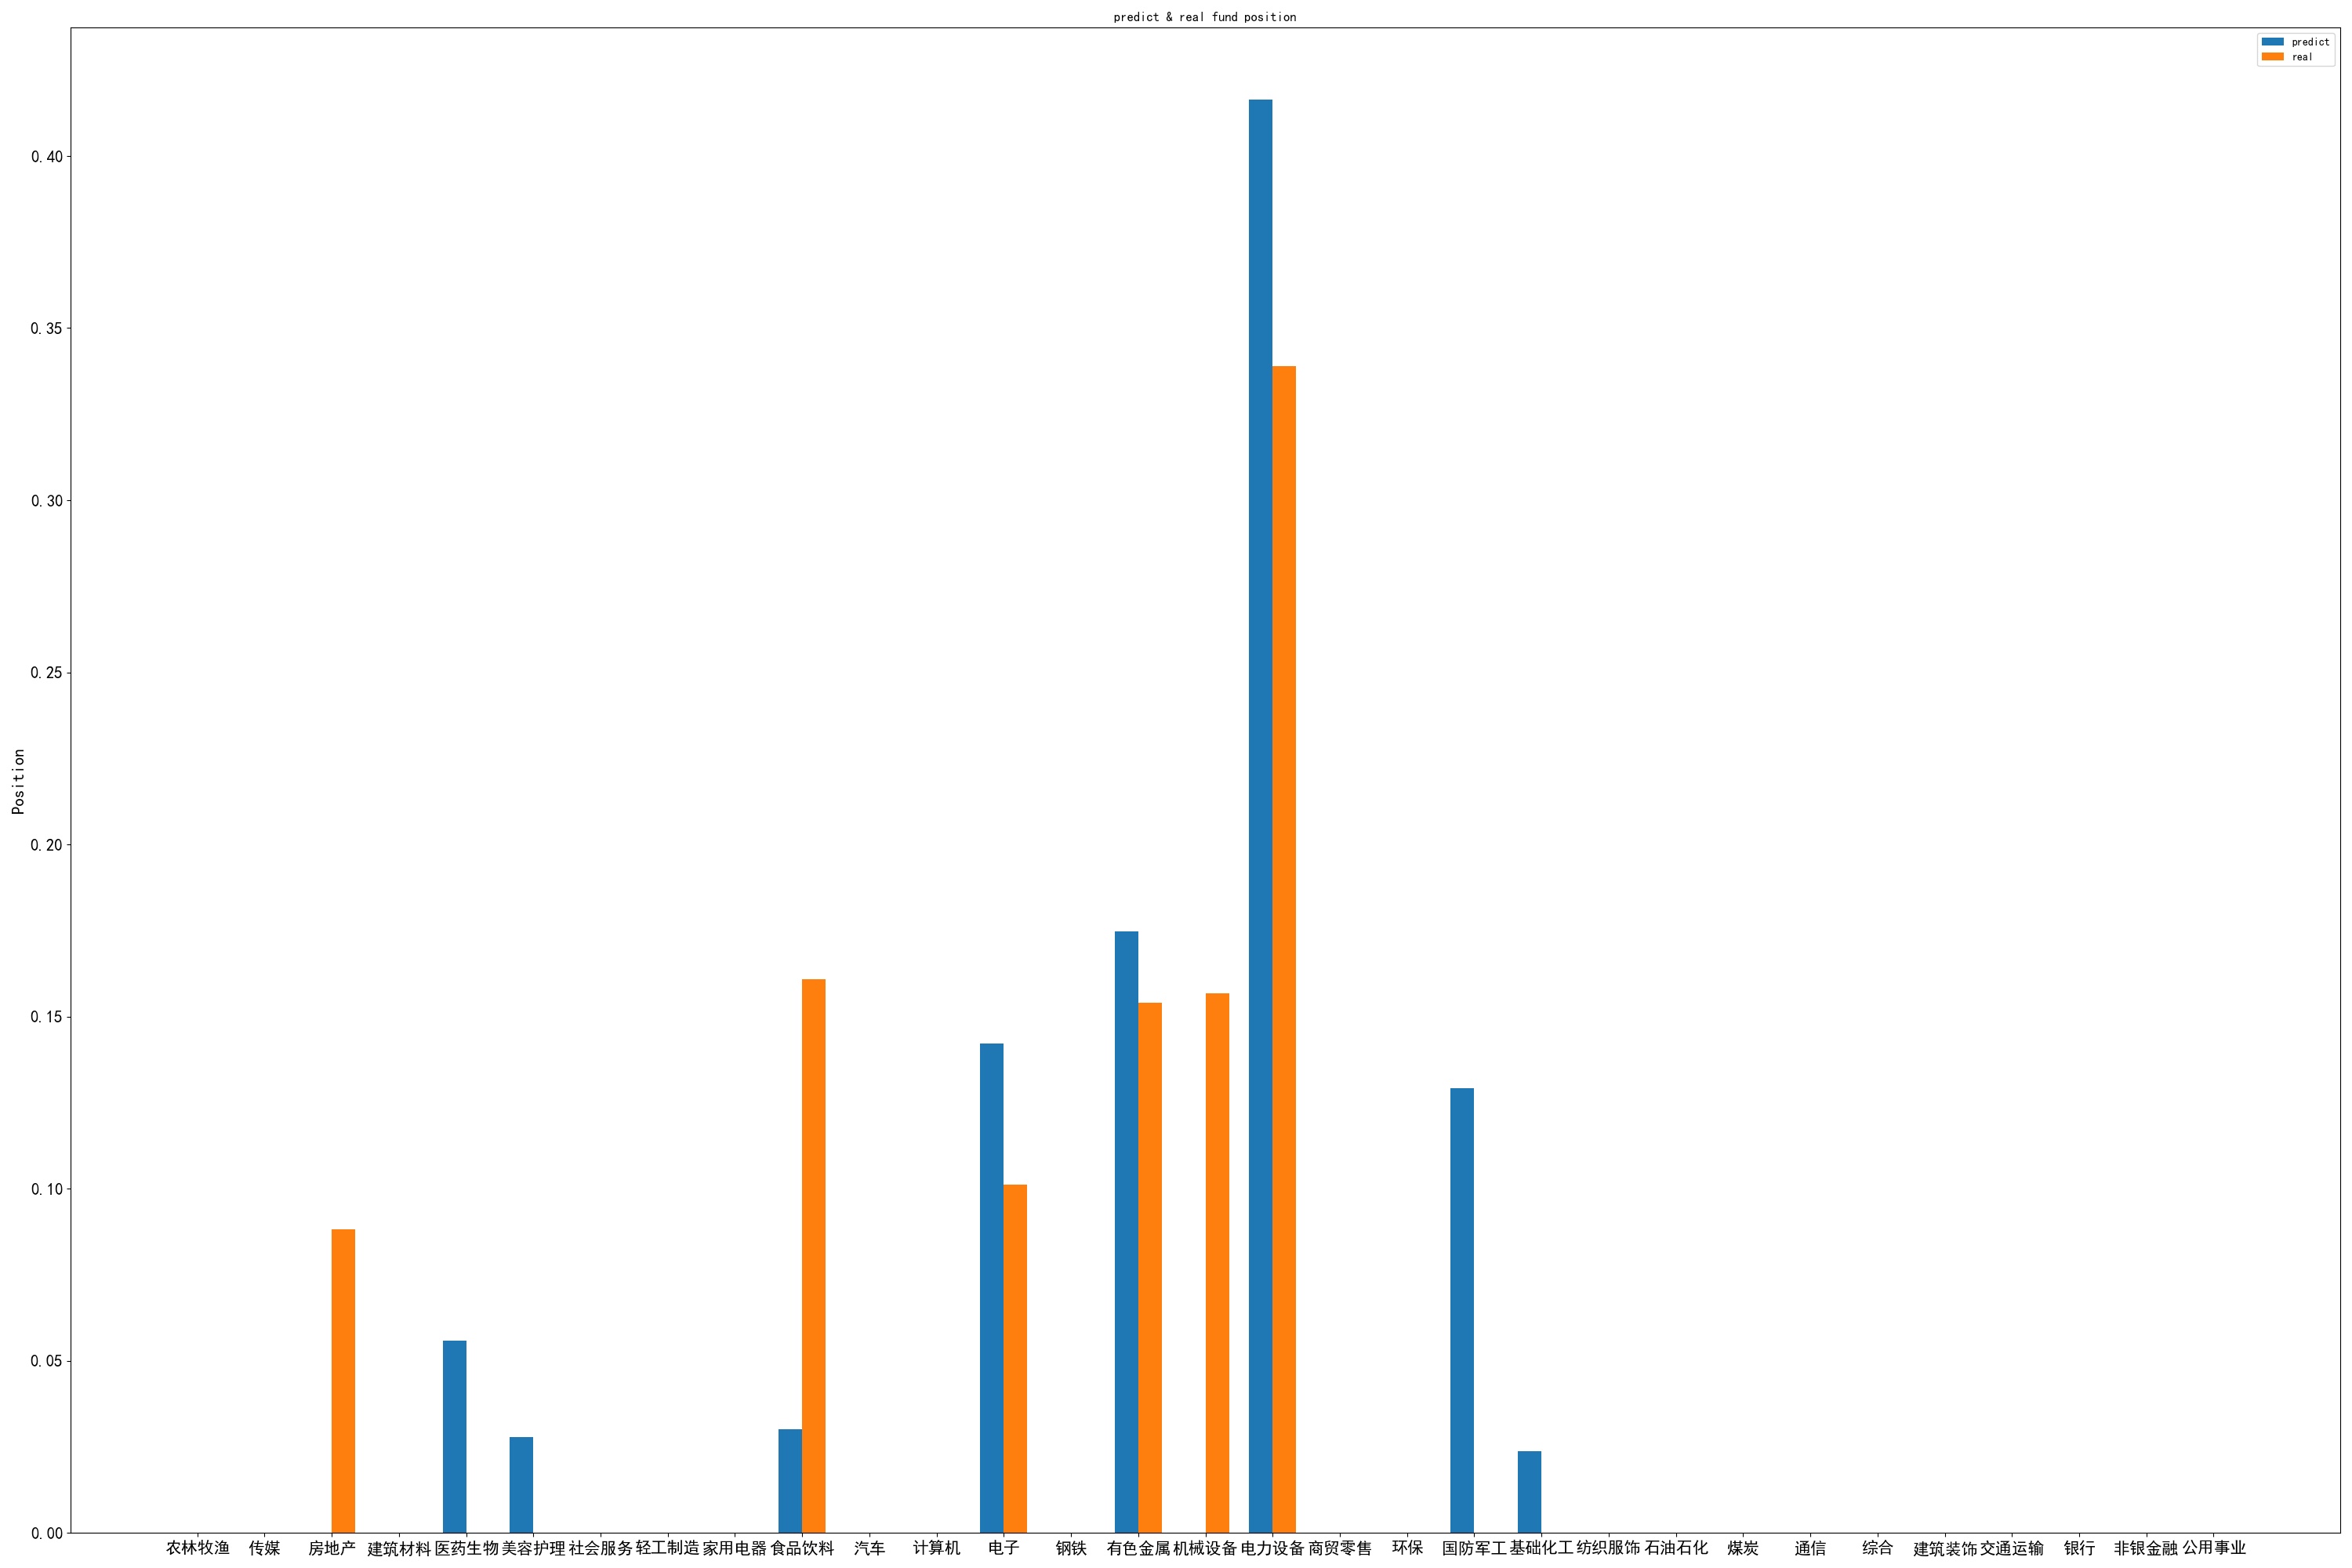 predict & real fund position
predict
real
0.40
0.35
0.30
0.25
0.20
0.15
0.10
0.05
0.00
Position
农林牧渔 传媒 房地产 建筑材料 医药生物 美容护理 社会服务 轻工制造 家用电器 食品饮料 汽车 计算机 电子 钢铁 有色金属 机械设备 电力设备 商贸零售 环保 国防军工 基础化工 纺织服饰 石油石化 煤炭 通信 综合 建筑装饰 交通运输 银行 非银金融 公用事业